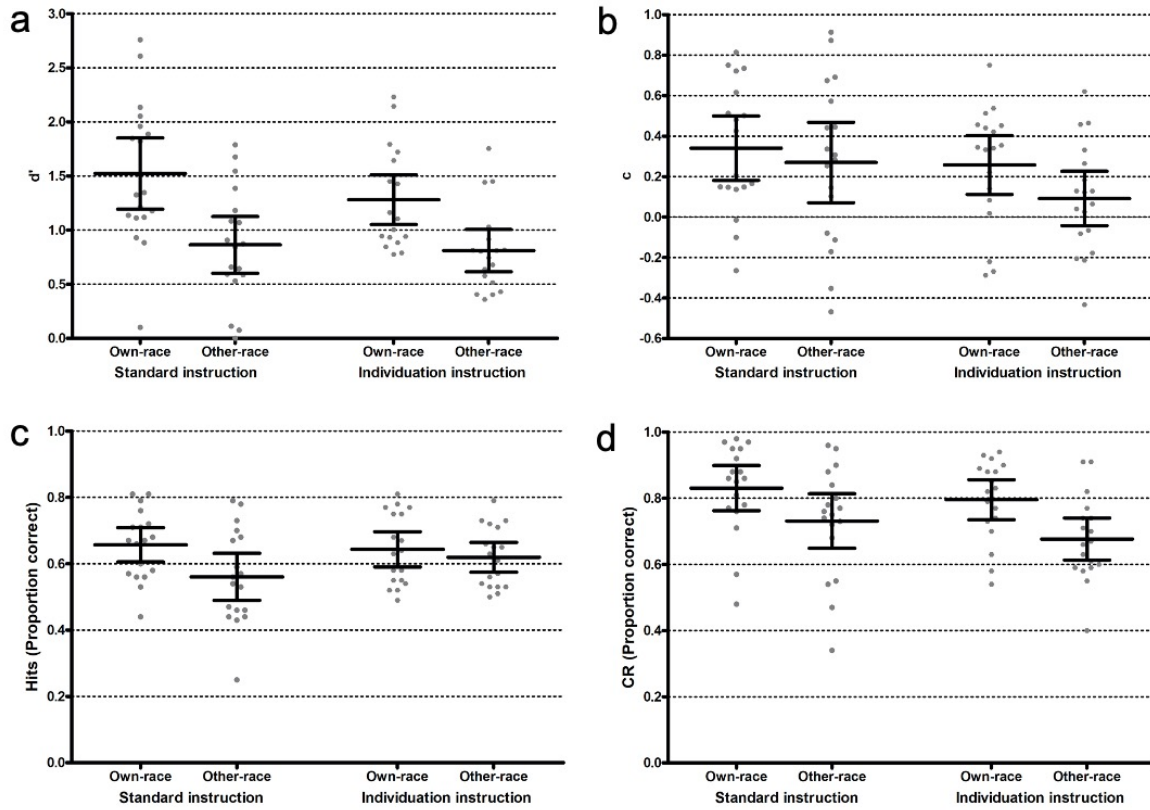 a
3.0
2.5
2.0
1.5
1.0
0.5
0.0
d'
Own-race Other-race Own-race Other-race
Standard instruction Individuation instruction
b
1.0
0.8
0.6
0.4
0.2
0.0
-0.2
-0.4
-0.6
c
Own-race Other-race Own-race Other-race
Standard instruction Individuation instruction
c
1.0
0.8
0.6
0.4
0.2
0.0
Hits (Proportion correct)
Own-race Other-race Own-race Other-race
Standard instruction Individuation instruction
d
1.0
0.8
0.6
0.4
0.2
0.0
CR (Proportion correct)
Own-race Other-race Own-race Other-race
Standard instruction Individuation instruction